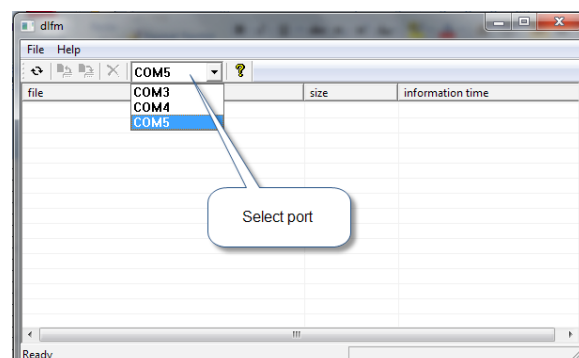 dlfm
File Help
COM5
file size information time
COM3
COM4
COM5
Select port
Ready